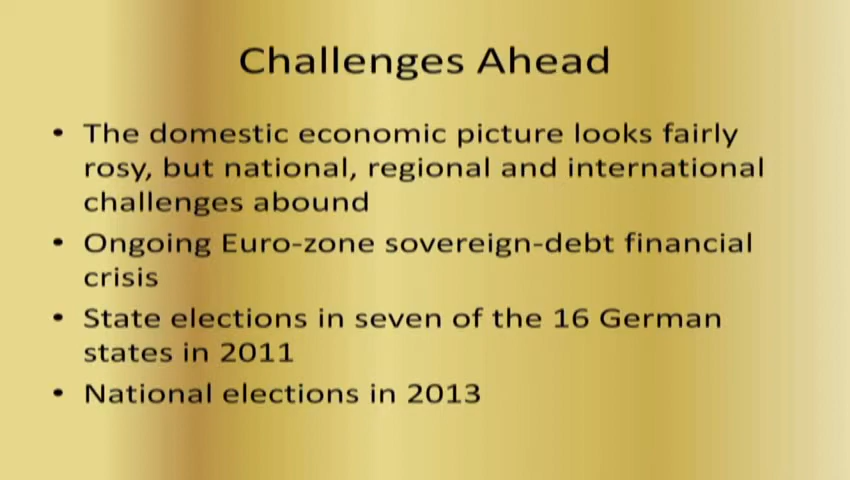 Challenges Ahead
• The domestic economic picture looks fairly
rosy, but national, regional and international
challenges abound
• Ongoing Euro-zone sovereign-debt financial
crisis
• State elections in seven of the 16 German
states in 2011
• National elections in 2013